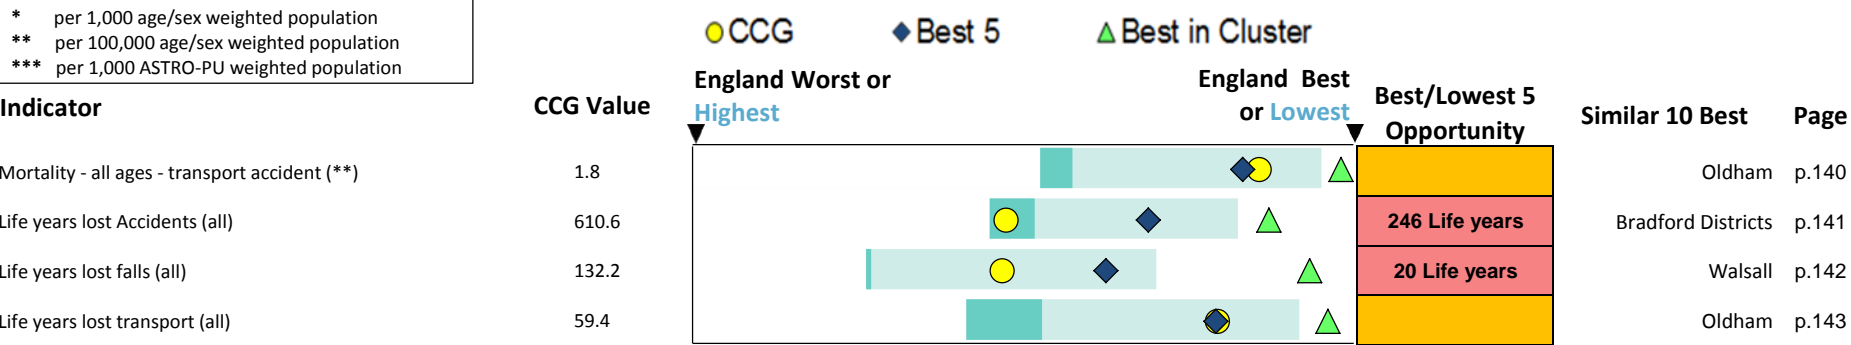 * per 1,000 age/sex weighted population
** per 100,000 age/sex weighted population
*** per 1,000 ASTRO-PU weighted population
CCG Best 5 Best in Cluster
Indicator CCG Value England Worst or Highest England Best or Lowest Best/Lowest 5 Opportunity Similar 10 Best Page
Mortality - all ages - transport accident (**) 1.8 Oldham p.140
Life years lost Accidents (all) 610.6 246 Life years Bradford Districts p.141
Life years lost falls (all) 132.2 20 Life years Walsall p.142
Life years lost transport (all) 59.4 Oldham p.143